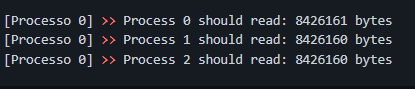 [Processo 0] >> Process 0 should read: 8426161 bytes
[Processo 0] >> Process 1 should read: 8426160 bytes
[Processo 0] >> Process 2 should read: 8426160 bytes